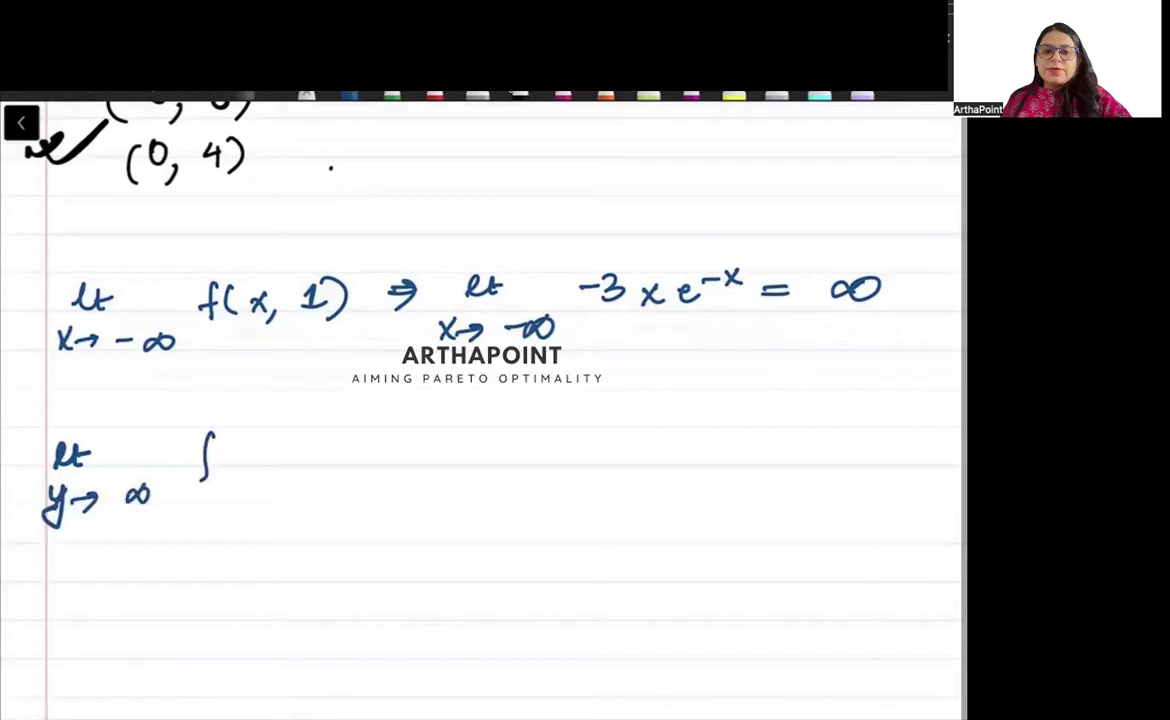 ArthaPoint
(0, 4)
lt f(x, 1) ⇒ lt -3 x e^{-x} = ∞
x→ -∞ x→ -∞
ARTHAPOINT
AIMING PARETO OPTIMALITY
lt ∫
y→ ∞